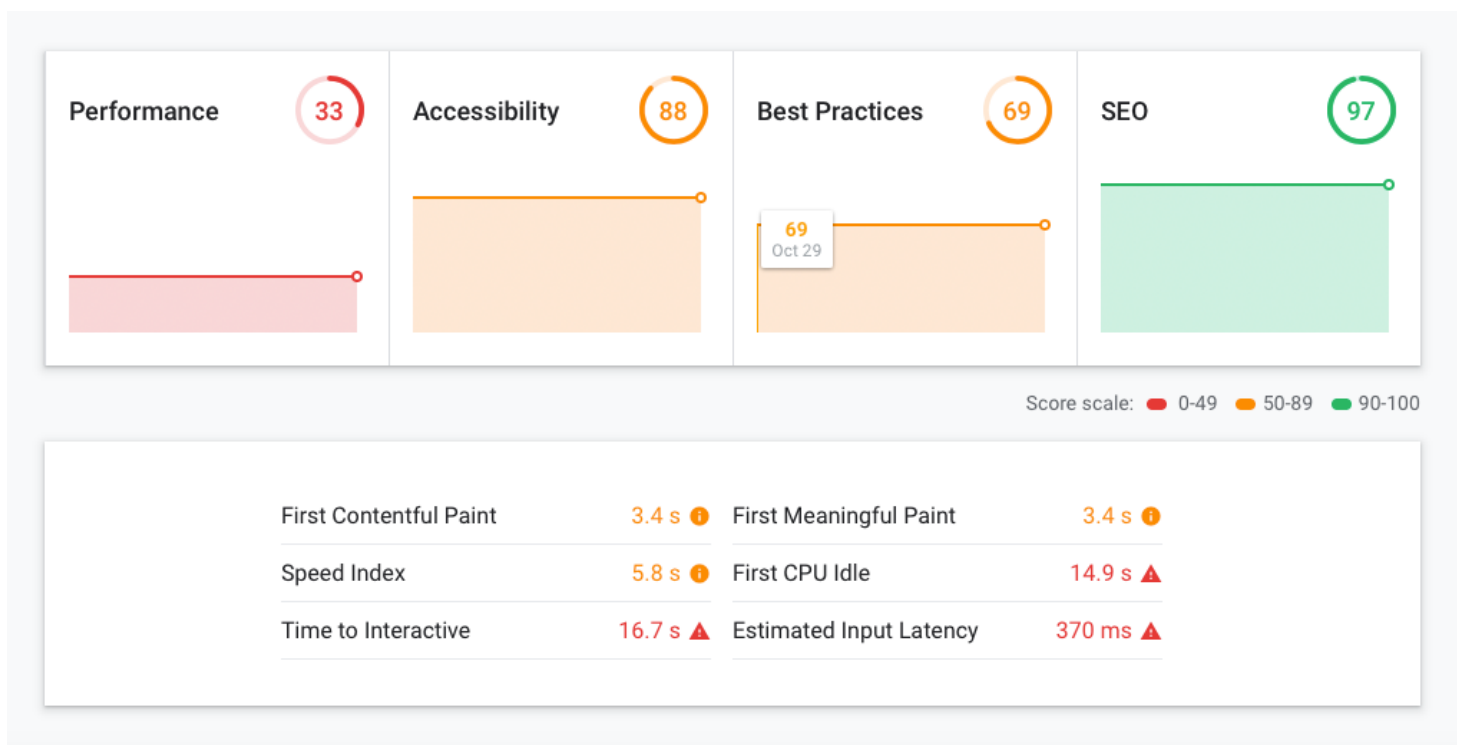 Performance 33
Accessibility 88
Best Practices 69
SEO 97
69
Oct 29
Score scale: 0-49 50-89 90-100
First Contentful Paint 3.4 s
First Meaningful Paint 3.4 s
Speed Index 5.8 s
First CPU Idle 14.9 s
Time to Interactive 16.7 s
Estimated Input Latency 370 ms